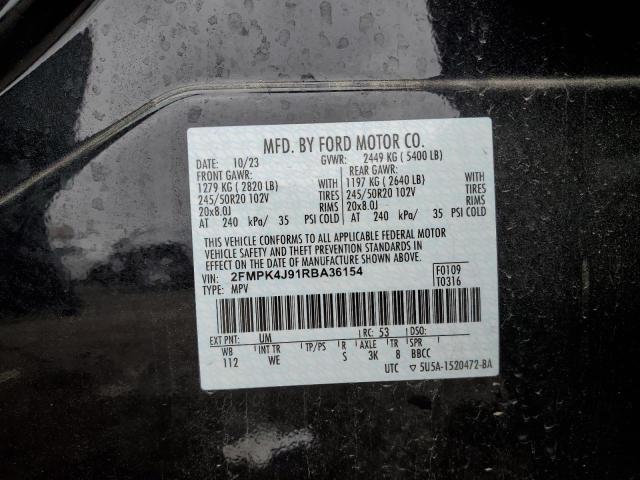 MFD. BY FORD MOTOR CO.
DATE: 10/23 GVWR: 2449 KG ( 5400 LB)
FRONT GAWR: REAR GAWR:
1279 KG ( 2820 LB) WITH 1197 KG ( 2640 LB) WITH
245/50R20 102V TIRES 245/50R20 102V TIRES
20x8.0J RIMS 20x8.0J RIMS
AT 240 kPa/ 35 PSI COLD AT 240 kPa/ 35 PSI COLD
THIS VEHICLE CONFORMS TO ALL APPLICABLE FEDERAL MOTOR
VEHICLE SAFETY AND THEFT PREVENTION STANDARDS IN
EFFECT ON THE DATE OF MANUFACTURE SHOWN ABOVE.
VIN: 2FMPK4J91RBA36154 F0109
TYPE: MPV T0316
EXT PNT: UM RC: 53 DSO:
WB INT TR TP/PS R AXLE TR SPR
112 WE S 3K 8 BBCC
UTC ▽ 5U5A-1520472-BA